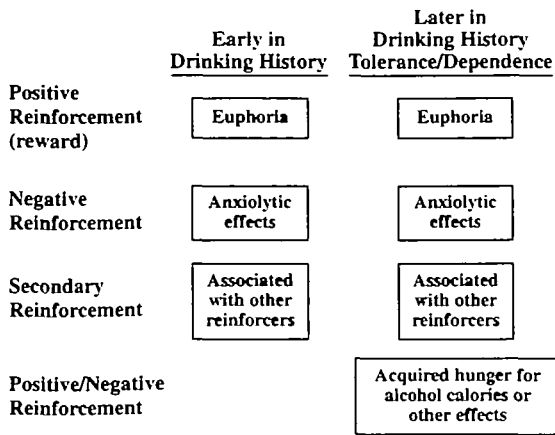 Early in
Drinking History
Later in
Drinking History
Tolerance/Dependence
Positive
Reinforcement
(reward)
Euphoria
Euphoria
Negative
Reinforcement
Anxiolytic
effects
Anxiolytic
effects
Secondary
Reinforcement
Associated
with other
reinforcers
Associated
with other
reinforcers
Positive/Negative
Reinforcement
Acquired hunger for
alcohol calories or
other effects